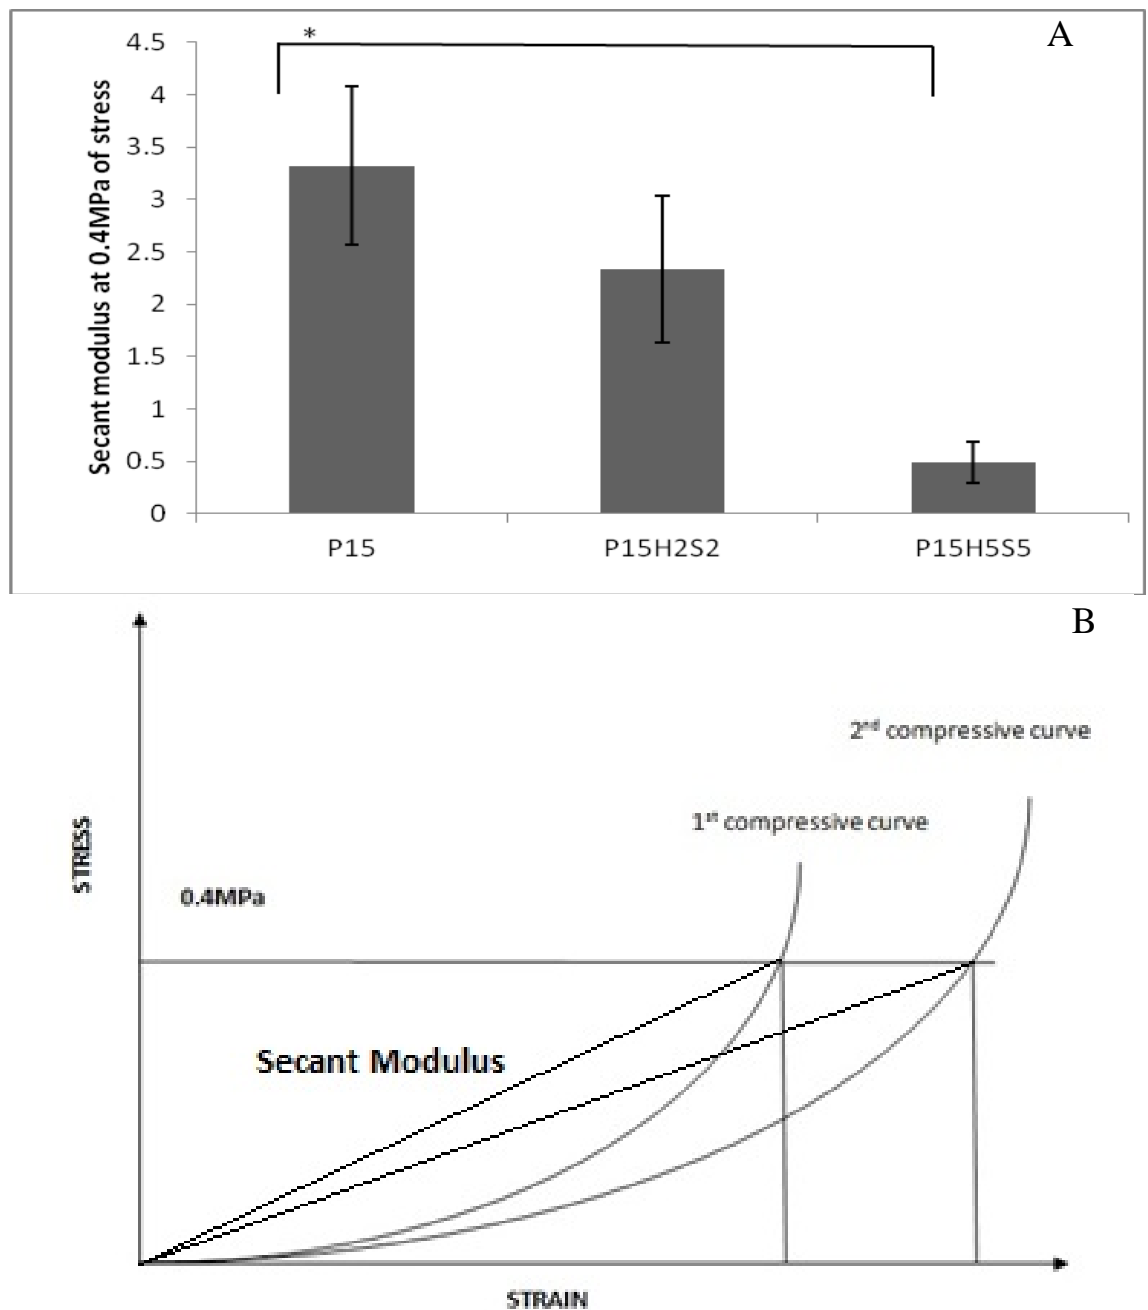 A
*
Secant modulus at 0.4MPa of stress
4.5
4
3.5
3
2.5
2
1.5
1
0.5
0
P15
P15H2S2
P15H5S5
B
2nd compressive curve
1st compressive curve
STRESS
0.4MPa
Secant Modulus
STRAIN